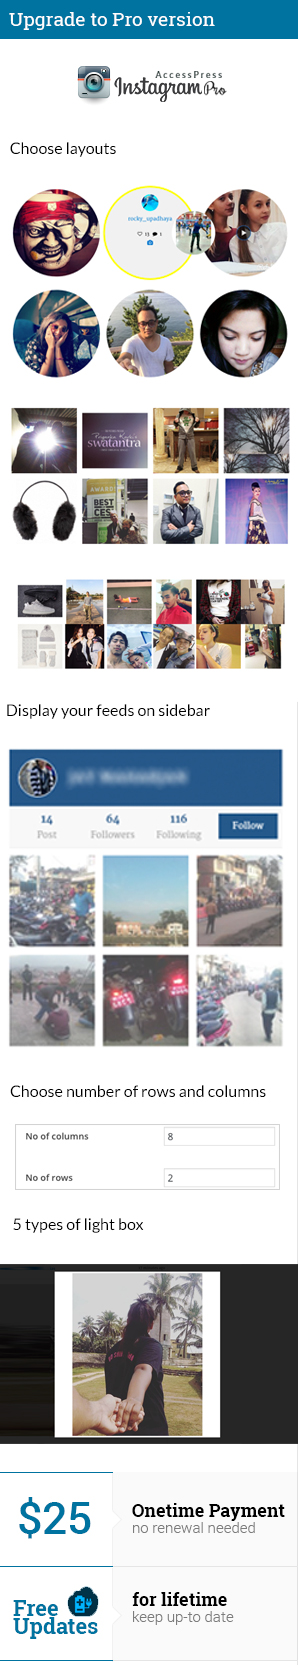 Upgrade to Pro version
AccessPress
Instagram Pro
Choose layouts
rocky_upadhaya
13 1
swatantra
AWARD
BEST
CES
Display your feeds on sidebar
14 64 116 Follow
Post Followers Following
Choose number of rows and columns
No of columns 8
No of rows 2
5 types of light box
$25
Onetime Payment
no renewal needed
Free
Updates
for lifetime
keep up-to date